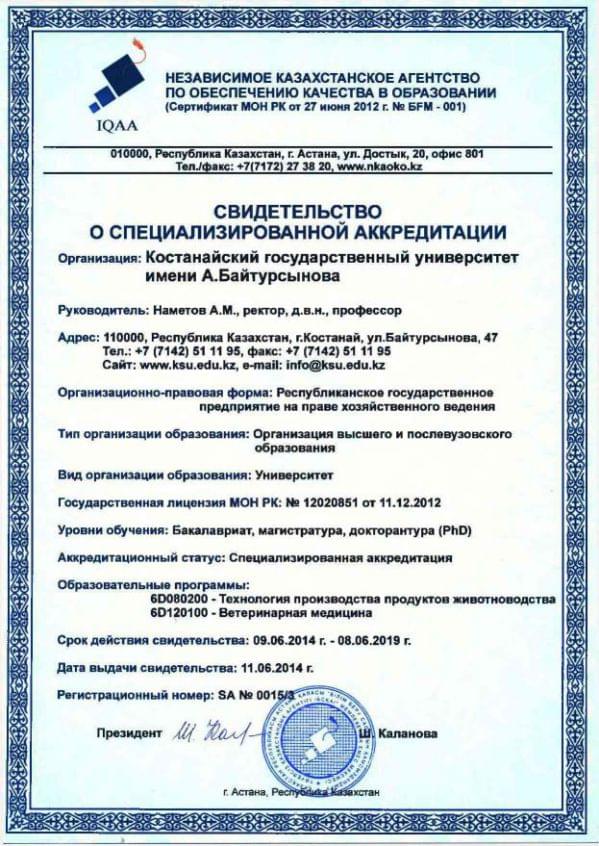 IQAA
НЕЗАВИСИМОЕ КАЗАХСТАНСКОЕ АГЕНТСТВО
ПО ОБЕСПЕЧЕНИЮ КАЧЕСТВА В ОБРАЗОВАНИИ
(Сертификат МОН РК от 27 июня 2012 г. № БFM - 001)
010000, Республика Казахстан, г. Астана, ул. Достык, 20, офис 801
Тел./факс: +7(7172) 27 38 20, www.nkaoko.kz
СВИДЕТЕЛЬСТВО
О СПЕЦИАЛИЗИРОВАННОЙ АККРЕДИТАЦИИ
Организация: Костанайский государственный университет
имени А.Байтурсынова
Руководитель: Наметов А.М., ректор, д.в.н., профессор
Адрес: 110000, Республика Казахстан, г.Костанай, ул.Байтурсынова, 47
Тел.: +7 (7142) 51 11 95, факс: +7 (7142) 51 11 95
Сайт: www.ksu.edu.kz, e-mail: info@ksu.edu.kz
Организационно-правовая форма: Республиканское государственное
предприятие на праве хозяйственного ведения
Тип организации образования: Организация высшего и послевузовского
образования
Вид организации образования: Университет
Государственная лицензия МОН РК: № 12020851 от 11.12.2012
Уровни обучения: Бакалавриат, магистратура, докторантура (PhD)
Аккредитационный статус: Специализированная аккредитация
Образовательные программы:
6D080200 - Технология производства продуктов животноводства
6D120100 - Ветеринарная медицина
Срок действия свидетельства: 09.06.2014 г. - 08.06.2019 г.
Дата выдачи свидетельства: 11.06.2014 г.
Регистрационный номер: SA № 0015/3
Президент Ш. Каланова
г. Астана, Республика Казахстан